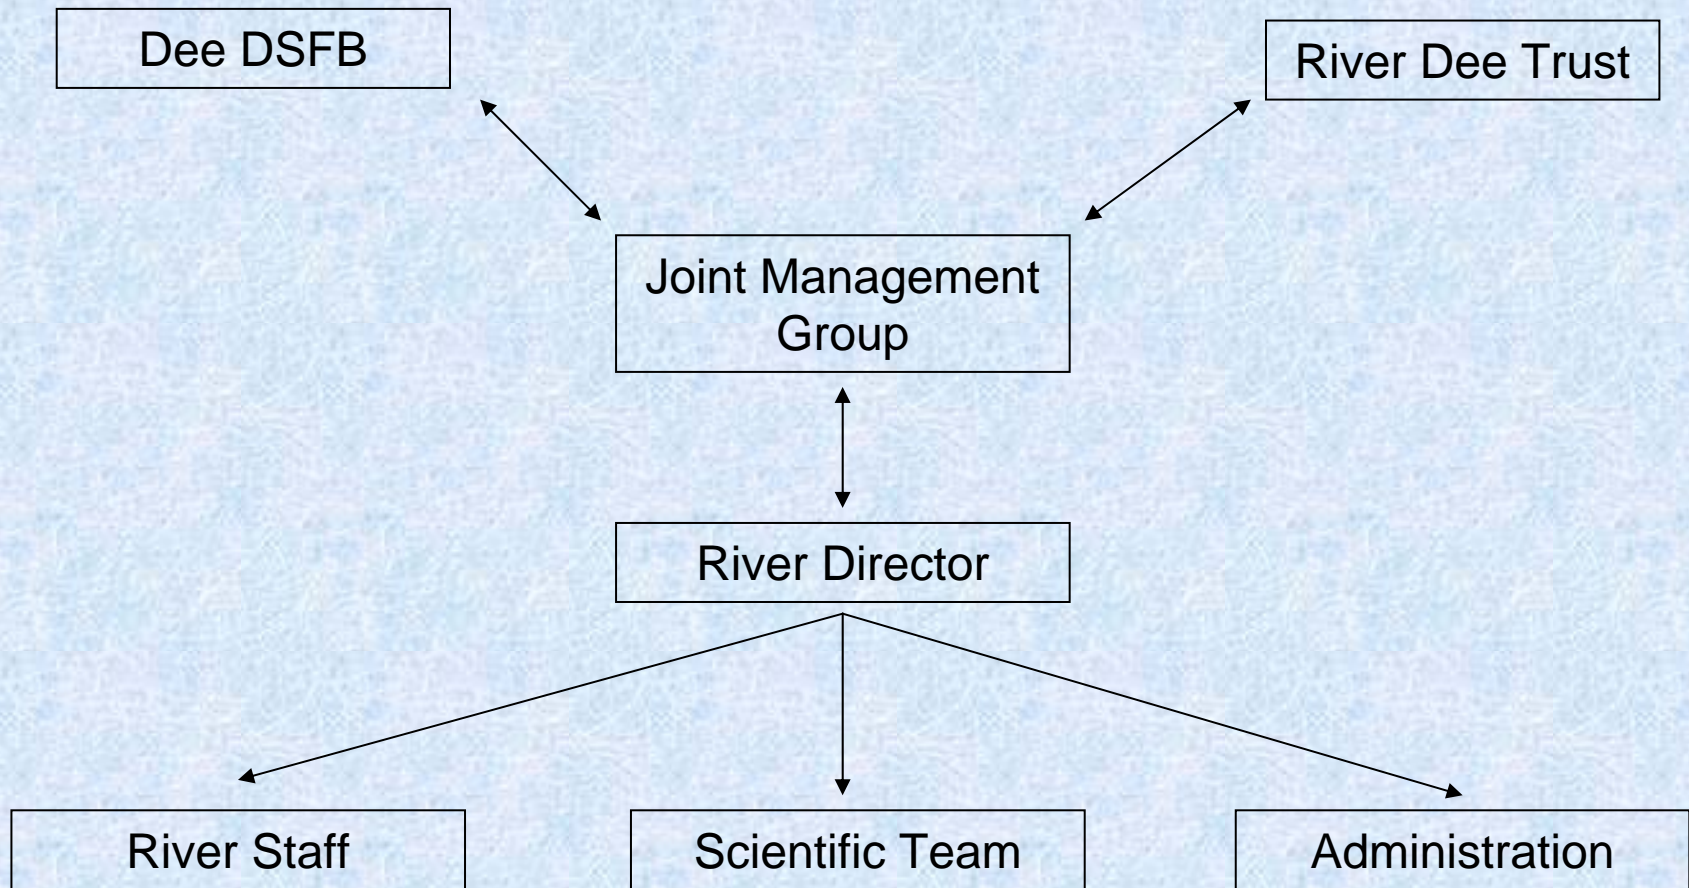 Dee DSFB
River Dee Trust
Joint Management
Group
River Director
River Staff
Scientific Team
Administration